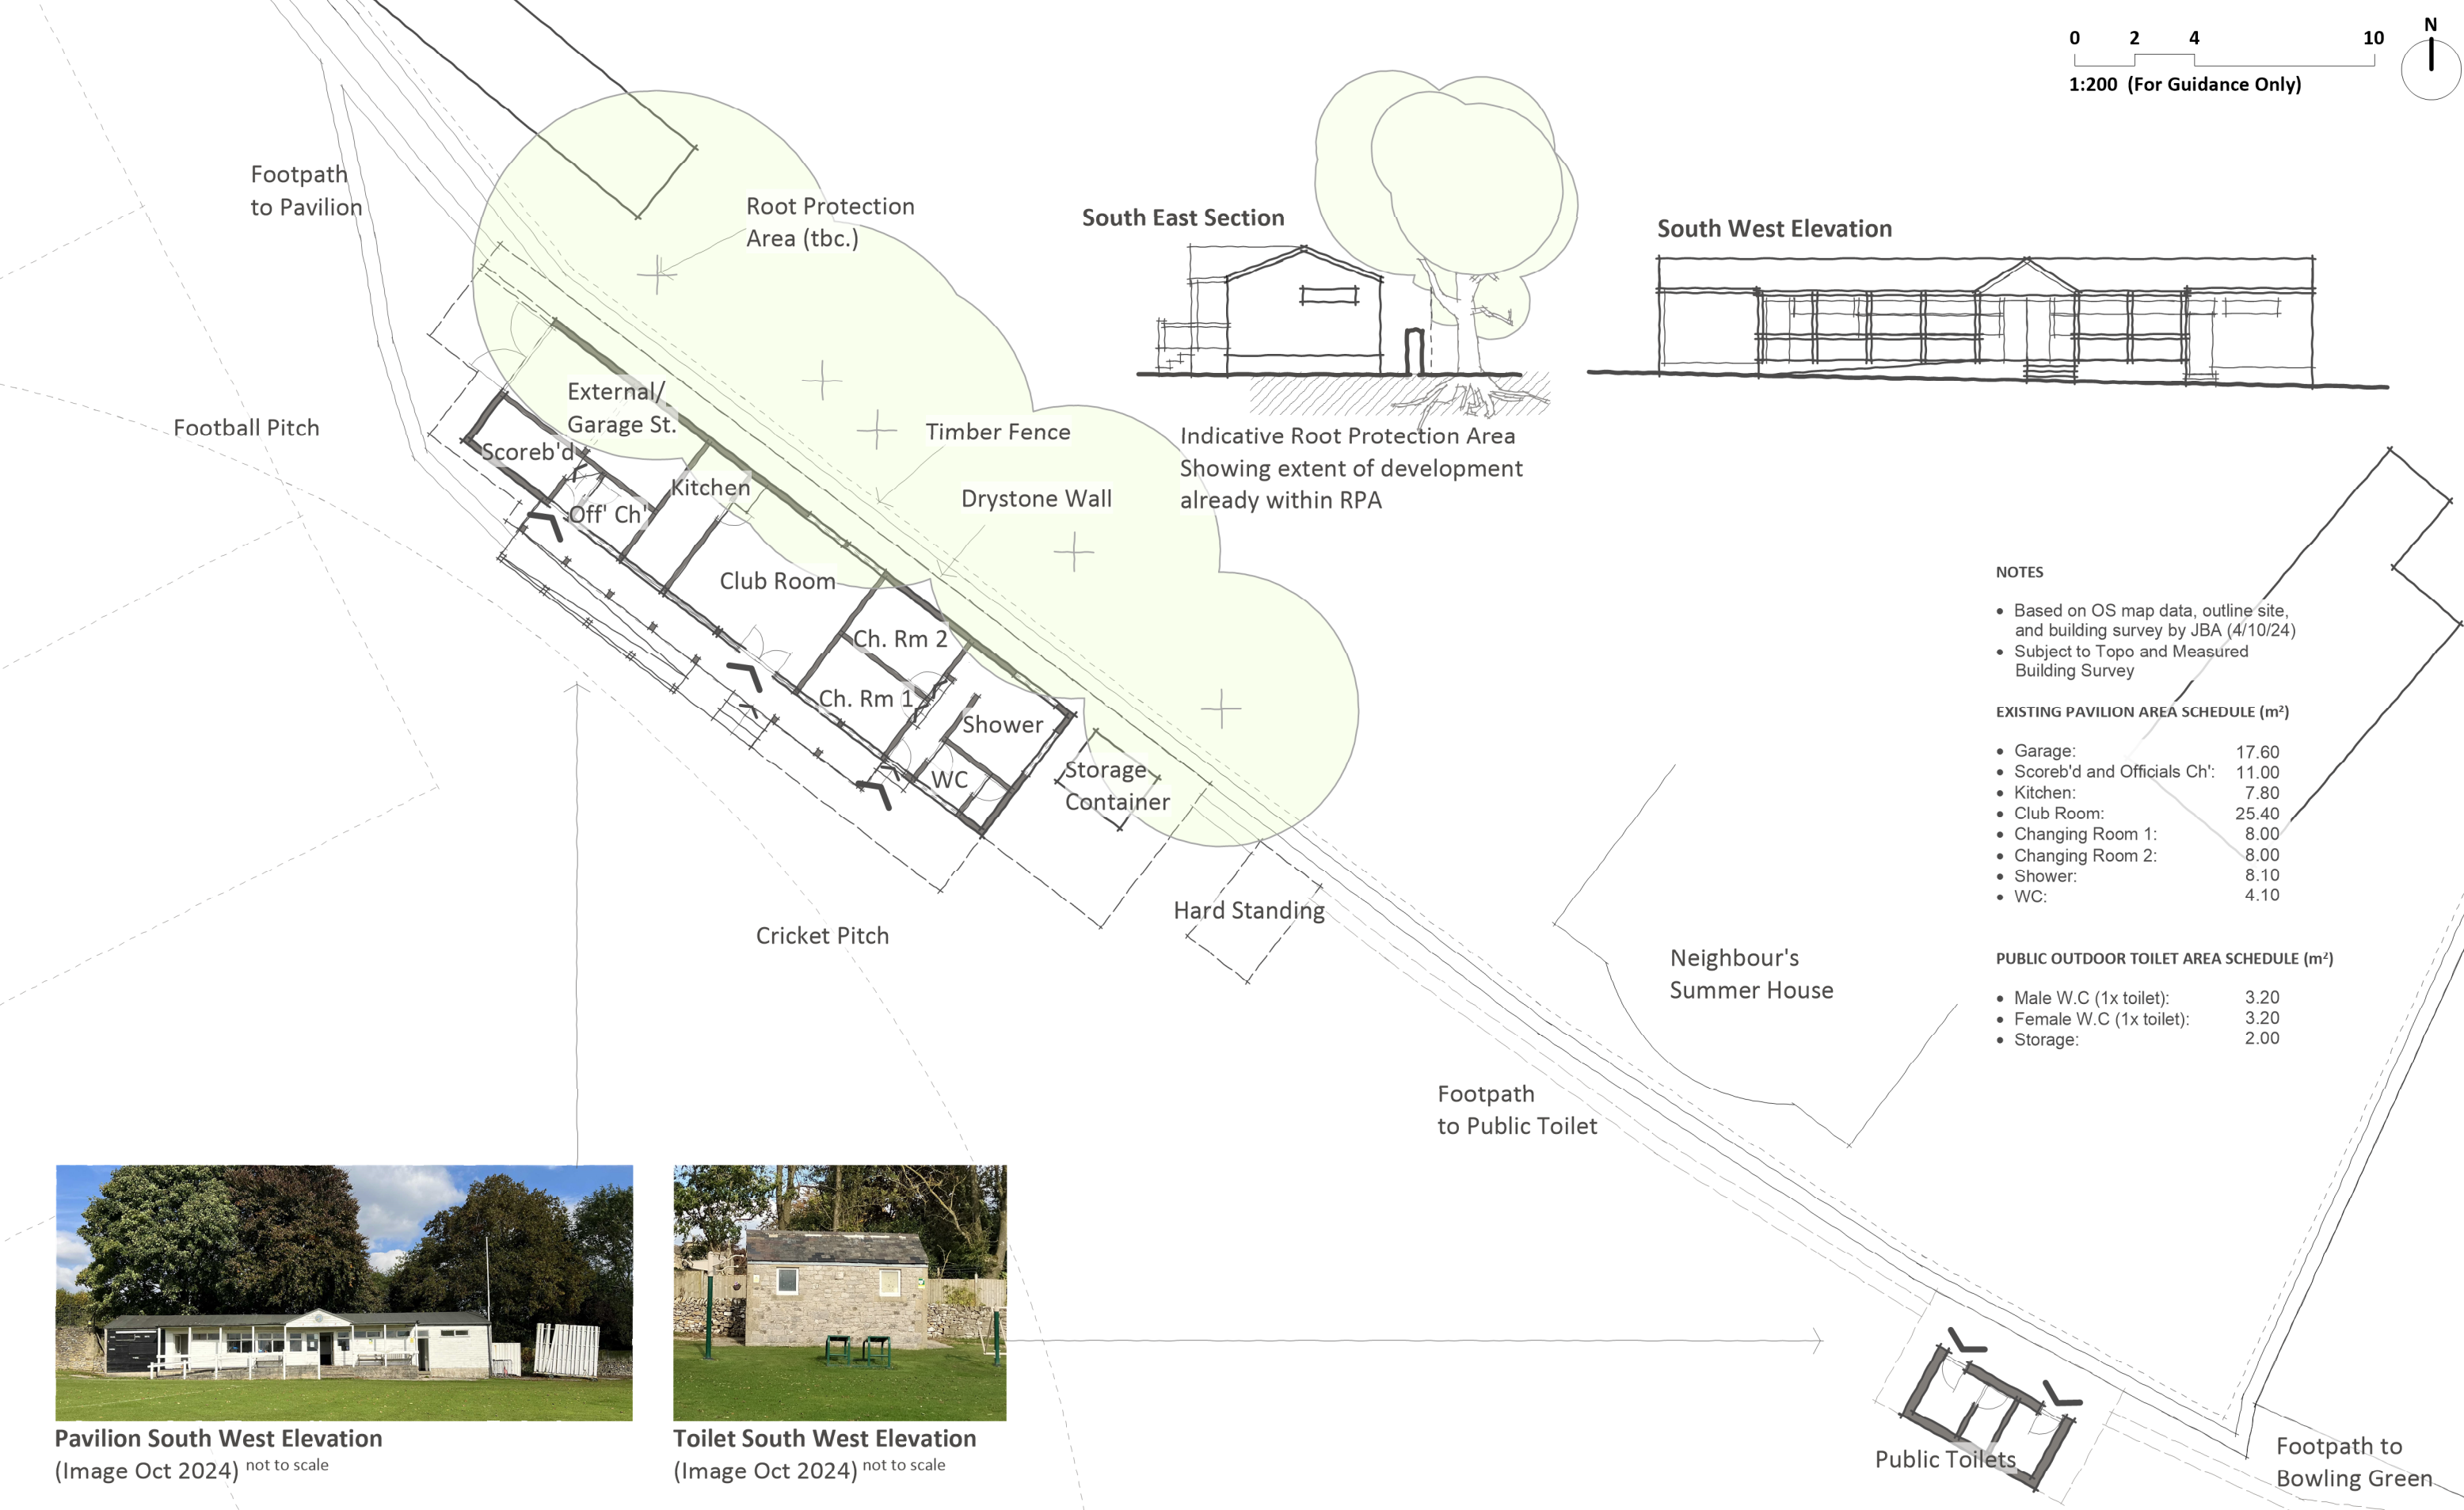 0 2 4 10
N
1:200 (For Guidance Only)
Footpath
to Pavilion
Root Protection
Area (tbc.)
South East Section
South West Elevation
External/
Garage St.
Football Pitch
Scoreb'd
Kitchen
Off' Ch'
Timber Fence
Drystone Wall
Indicative Root Protection Area
Showing extent of development
already within RPA
Club Room
Ch. Rm 2
Ch. Rm 1
Shower
WC
Storage
Container
Hard Standing
Cricket Pitch
NOTES
• Based on OS map data, outline site,
and building survey by JBA (4/10/24)
• Subject to Topo and Measured
Building Survey
EXISTING PAVILION AREA SCHEDULE (m²)
• Garage: 17.60
• Scoreb'd and Officials Ch': 11.00
• Kitchen: 7.80
• Club Room: 25.40
• Changing Room 1: 8.00
• Changing Room 2: 8.00
• Shower: 8.10
• WC: 4.10
PUBLIC OUTDOOR TOILET AREA SCHEDULE (m²)
• Male W.C (1x toilet): 3.20
• Female W.C (1x toilet): 3.20
• Storage: 2.00
Neighbour's
Summer House
Footpath
to Public Toilet
Pavilion South West Elevation
(Image Oct 2024) not to scale
Toilet South West Elevation
(Image Oct 2024) not to scale
Public Toilets
Footpath to
Bowling Green